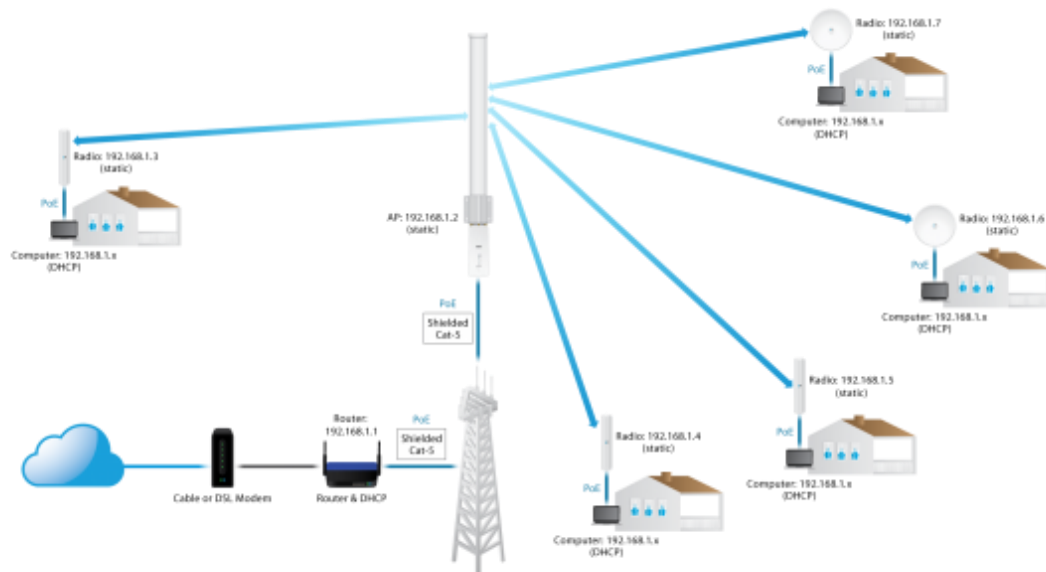 Radio: 192.168.1.7
(static)
PoE
Computer: 192.168.1.x
(DHCP)
Radio: 192.168.1.3
(static)
PoE
Computer: 192.168.1.x
(DHCP)
AP: 192.168.1.2
(static)
Radio: 192.168.1.6
(static)
PoE
Computer: 192.168.1.x
(DHCP)
PoE
Shielded
Cat-5
Radio: 192.168.1.5
(static)
PoE
Computer: 192.168.1.x
(DHCP)
Router:
192.168.1.1
PoE
Shielded
Cat-5
Radio: 192.168.1.4
(static)
PoE
Computer: 192.168.1.x
(DHCP)
Cable or DSL Modem
Router & DHCP